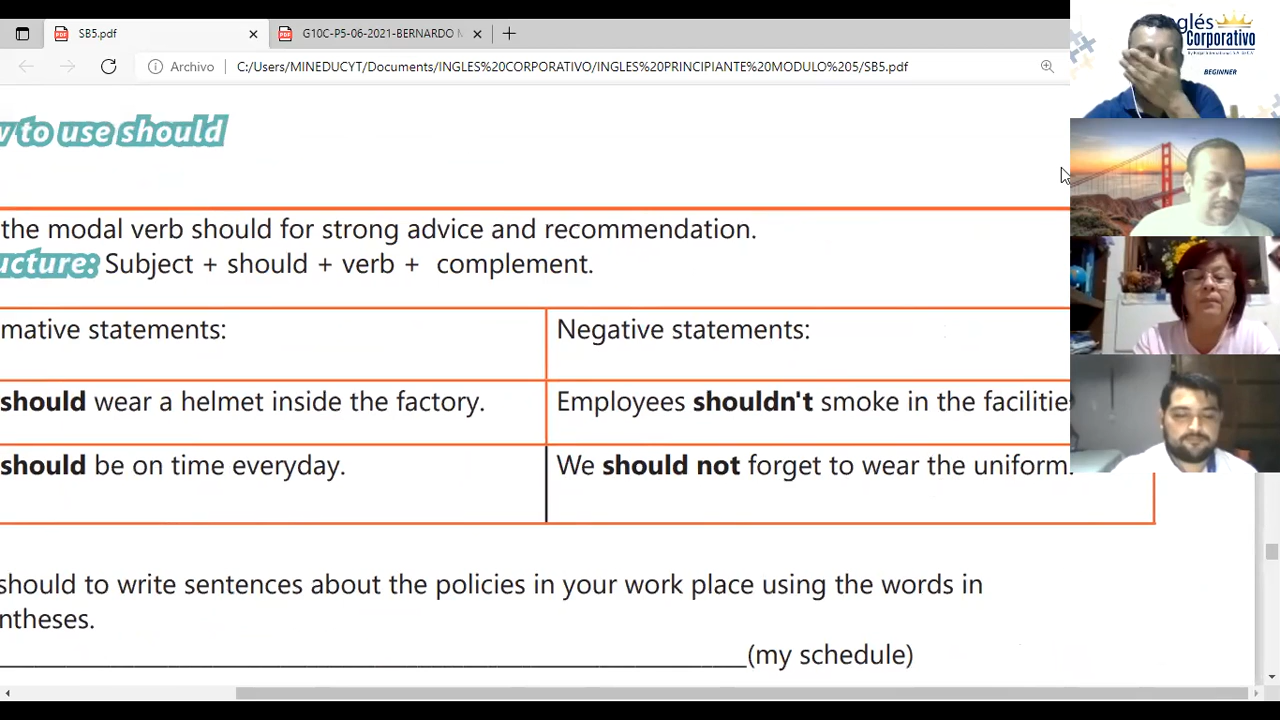 SB5.pdf
G10C-P5-06-2021-BERNARDO
Archivo
C:/Users/MINEDUCYT/Documents/INGLES%20CORPORATIVO/INGLES%20PRINCIPIANTE%20MODULO%205/SB5.pdf
glés
Corporativo
BEGINNER
w to use should
the modal verb should for strong advice and recommendation.
ucture: Subject + should + verb + complement.
mative statements:
Negative statements:
should wear a helmet inside the factory.
Employees shouldn't smoke in the facilitie
should be on time everyday.
We should not forget to wear the uniform.
should to write sentences about the policies in your work place using the words in
ntheses.
(my schedule)